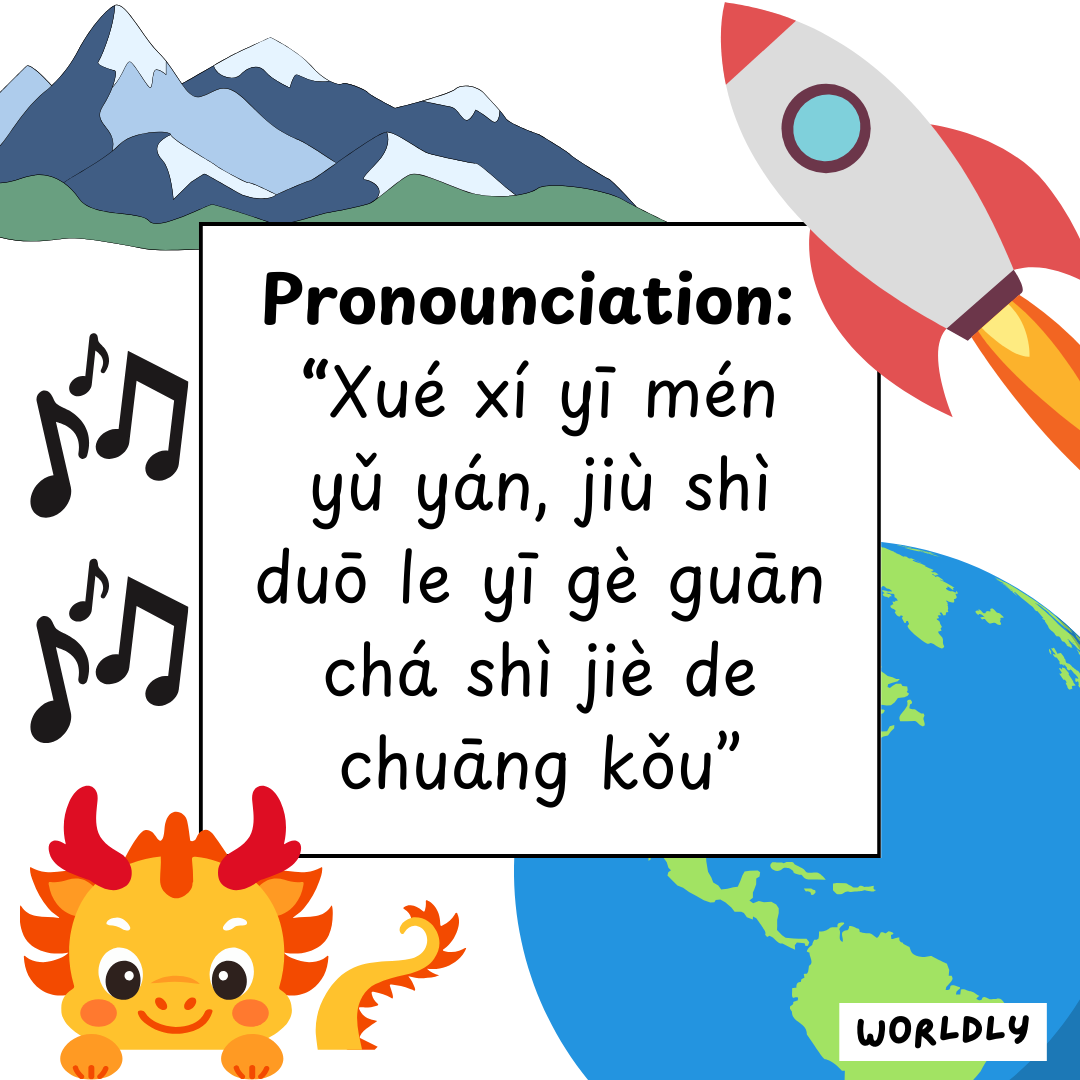 Pronounciation:
“Xué xí yī mén
yǔ yán, jiù shì
duō le yī gè guān
chá shì jiè de
chuāng kǒu”
WORLDLY